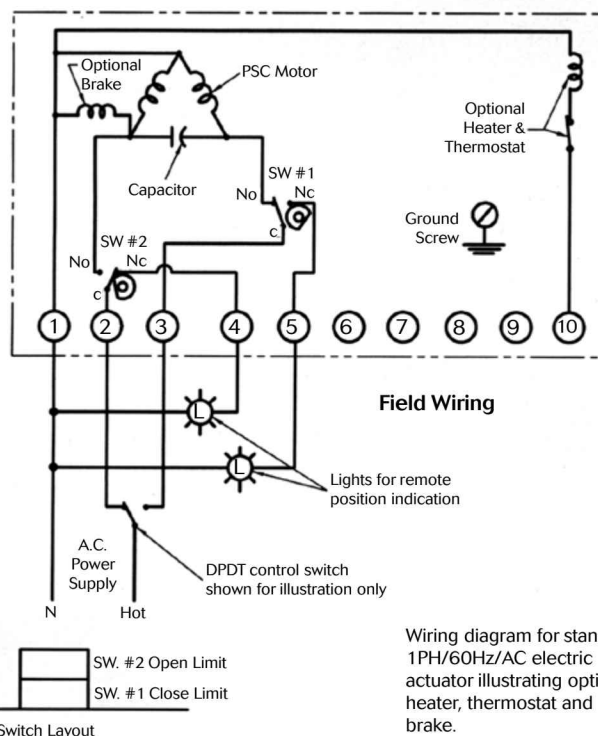 Optional
Brake
PSC Motor
Capacitor
Optional
Heater &
Thermostat
SW #1
No
Nc
c
Ground
Screw
SW #2
No
Nc
c
1 2 3 4 5 6 7 8 9 10
Field Wiring
L
L
Lights for remote
position indication
A.C.
Power
Supply
DPDT control switch
shown for illustration only
N
Hot
SW. #2 Open Limit
SW. #1 Close Limit
Switch Layout
Wiring diagram for stan
1PH/60Hz/AC electric
actuator illustrating opti
heater, thermostat and
brake.